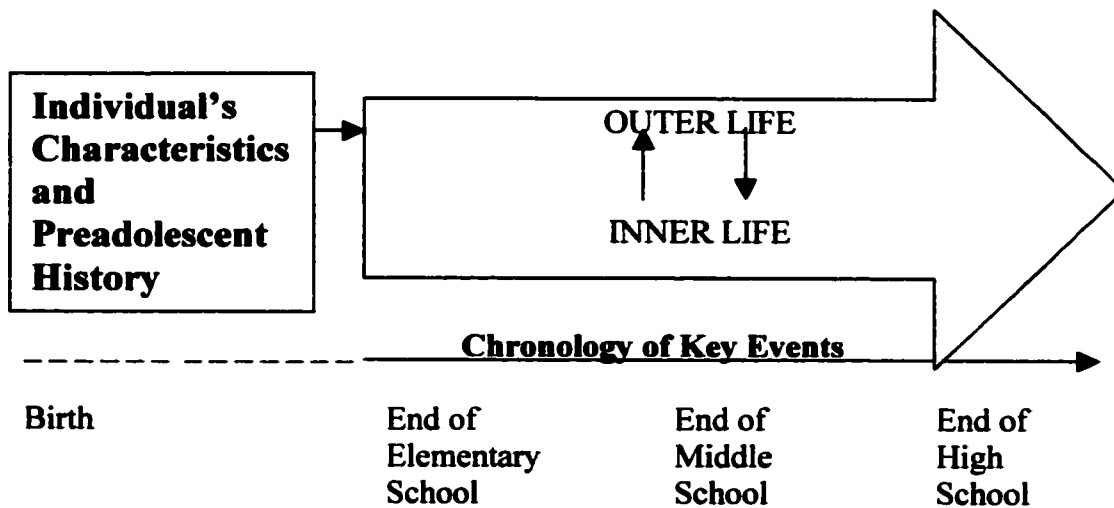 Individual's
Characteristics
and
Preadolescent
History
OUTER LIFE
INNER LIFE
Chronology of Key Events
Birth
End of
Elementary
School
End of
Middle
School
End of
High
School